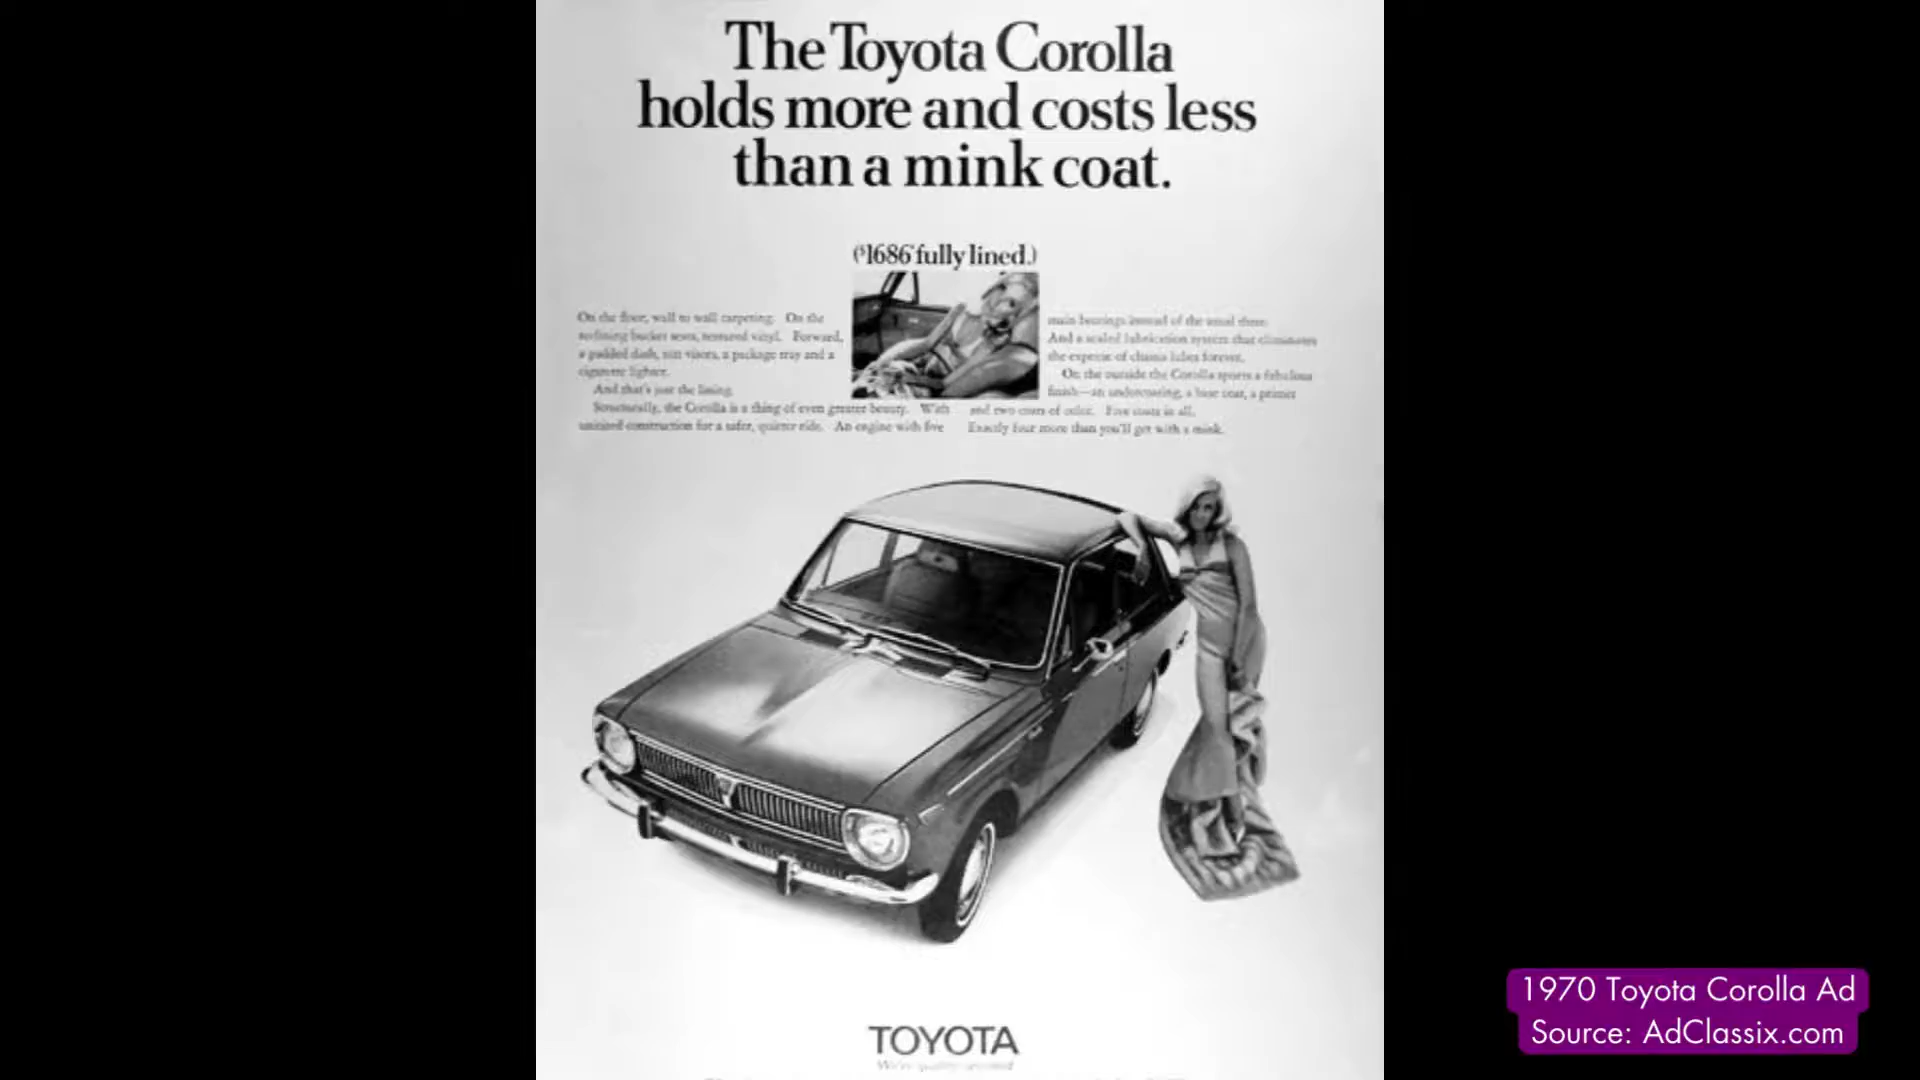 The Toyota Corolla
holds more and costs less
than a mink coat.
($1686* fully lined.)
On the floor, wall to wall carpeting. On the
reclining bucket seats, textured vinyl. Forward,
a padded dash, sun visors, a package tray and a
cigarette lighter.
And that's just the lining.
Structurally, the Corolla is a thing of even greater beauty. With
unitized construction for a safer, quieter ride. An engine with five
main bearings instead of the usual three.
And a sealed lubrication system that eliminates
the expense of chassis lubes forever.
On the outside the Corolla sports a fabulous
finish—an undercoating, a base coat, a primer
and two coats of color. Five coats in all.
Exactly four more than you'll get with a mink.
TOYOTA
We're quality oriented
1970 Toyota Corolla Ad
Source: AdClassix.com